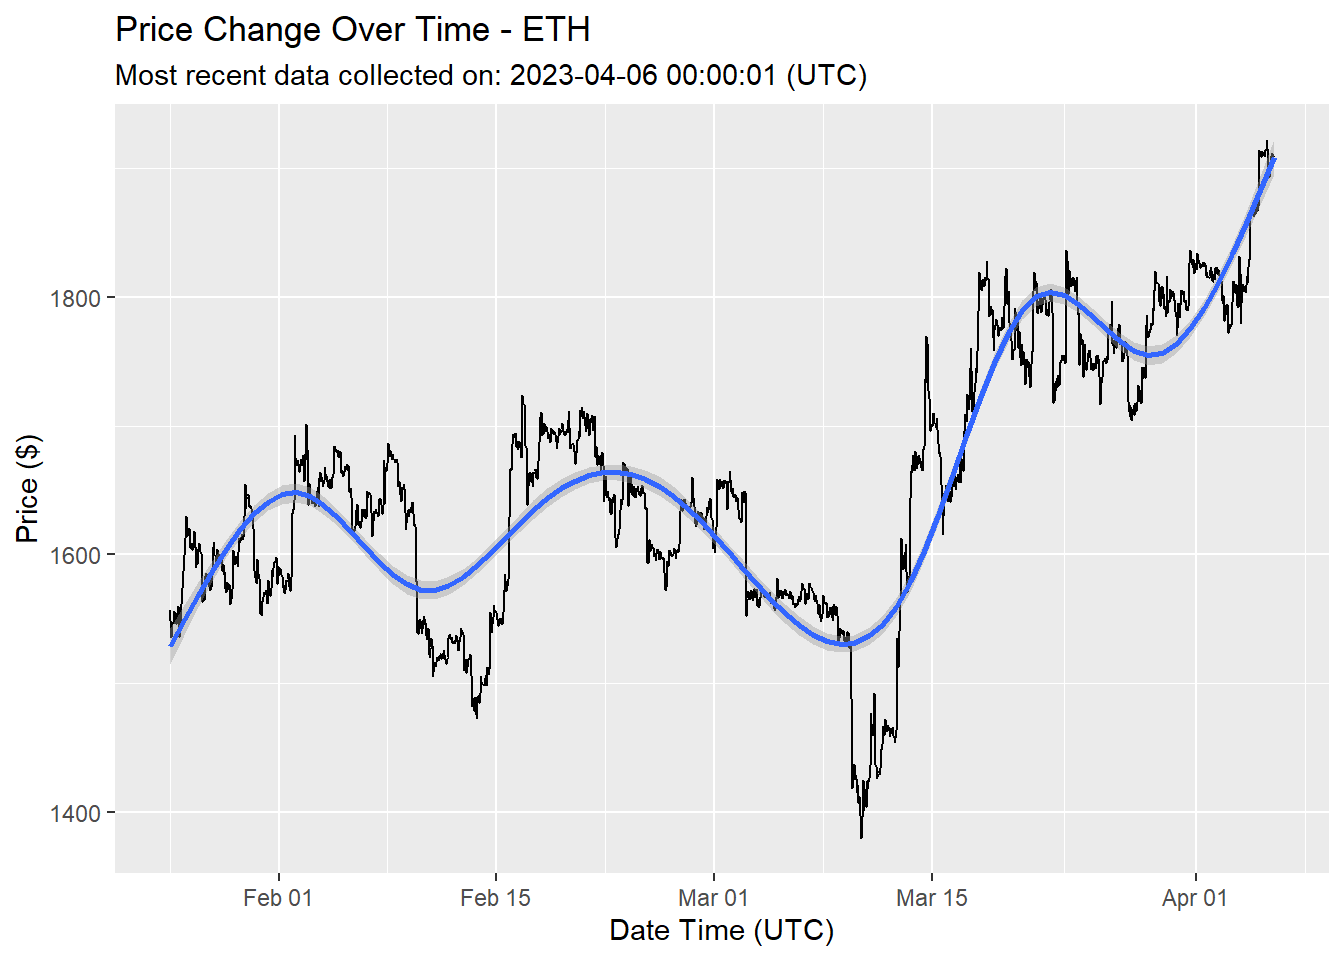 Price Change Over Time - ETH
Most recent data collected on: 2023-04-06 00:00:01 (UTC)
Price ($)
1800
1600
1400
Feb 01
Feb 15
Mar 01
Mar 15
Apr 01
Date Time (UTC)